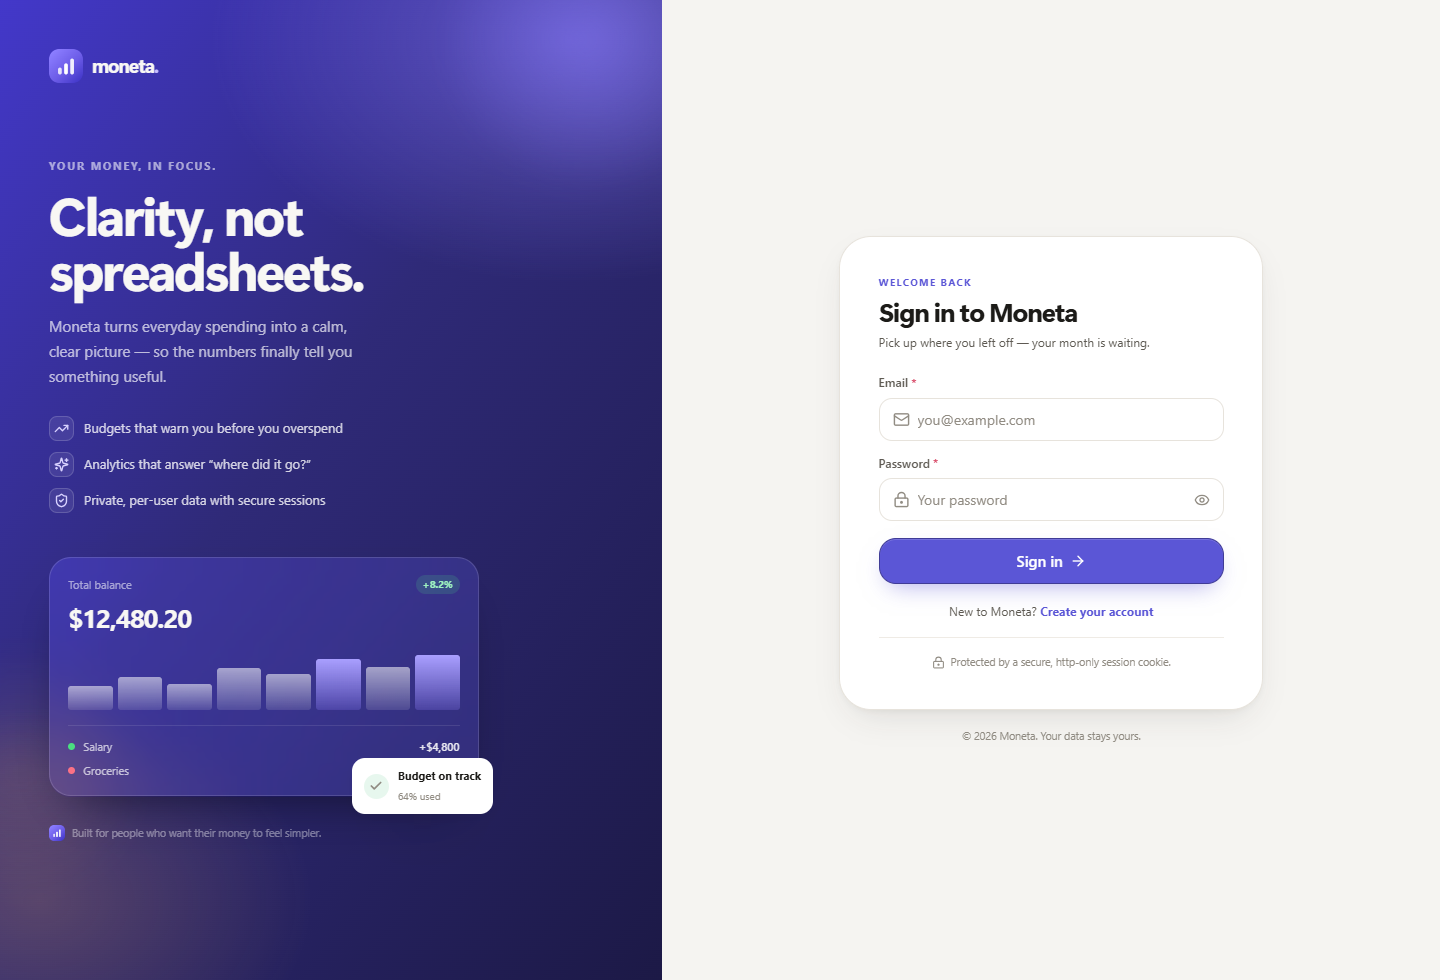 moneta.
YOUR MONEY, IN FOCUS.
Clarity, not
spreadsheets.
Moneta turns everyday spending into a calm,
clear picture — so the numbers finally tell you
something useful.
Budgets that warn you before you overspend
Analytics that answer “where did it go?”
Private, per-user data with secure sessions
Total balance
+8.2%
$12,480.20
Salary
+$4,800
Groceries
Budget on track
64% used
Built for people who want their money to feel simpler.
WELCOME BACK
Sign in to Moneta
Pick up where you left off — your month is waiting.
Email *
you@example.com
Password *
Your password
Sign in
New to Moneta? Create your account
Protected by a secure, http-only session cookie.
© 2026 Moneta. Your data stays yours.